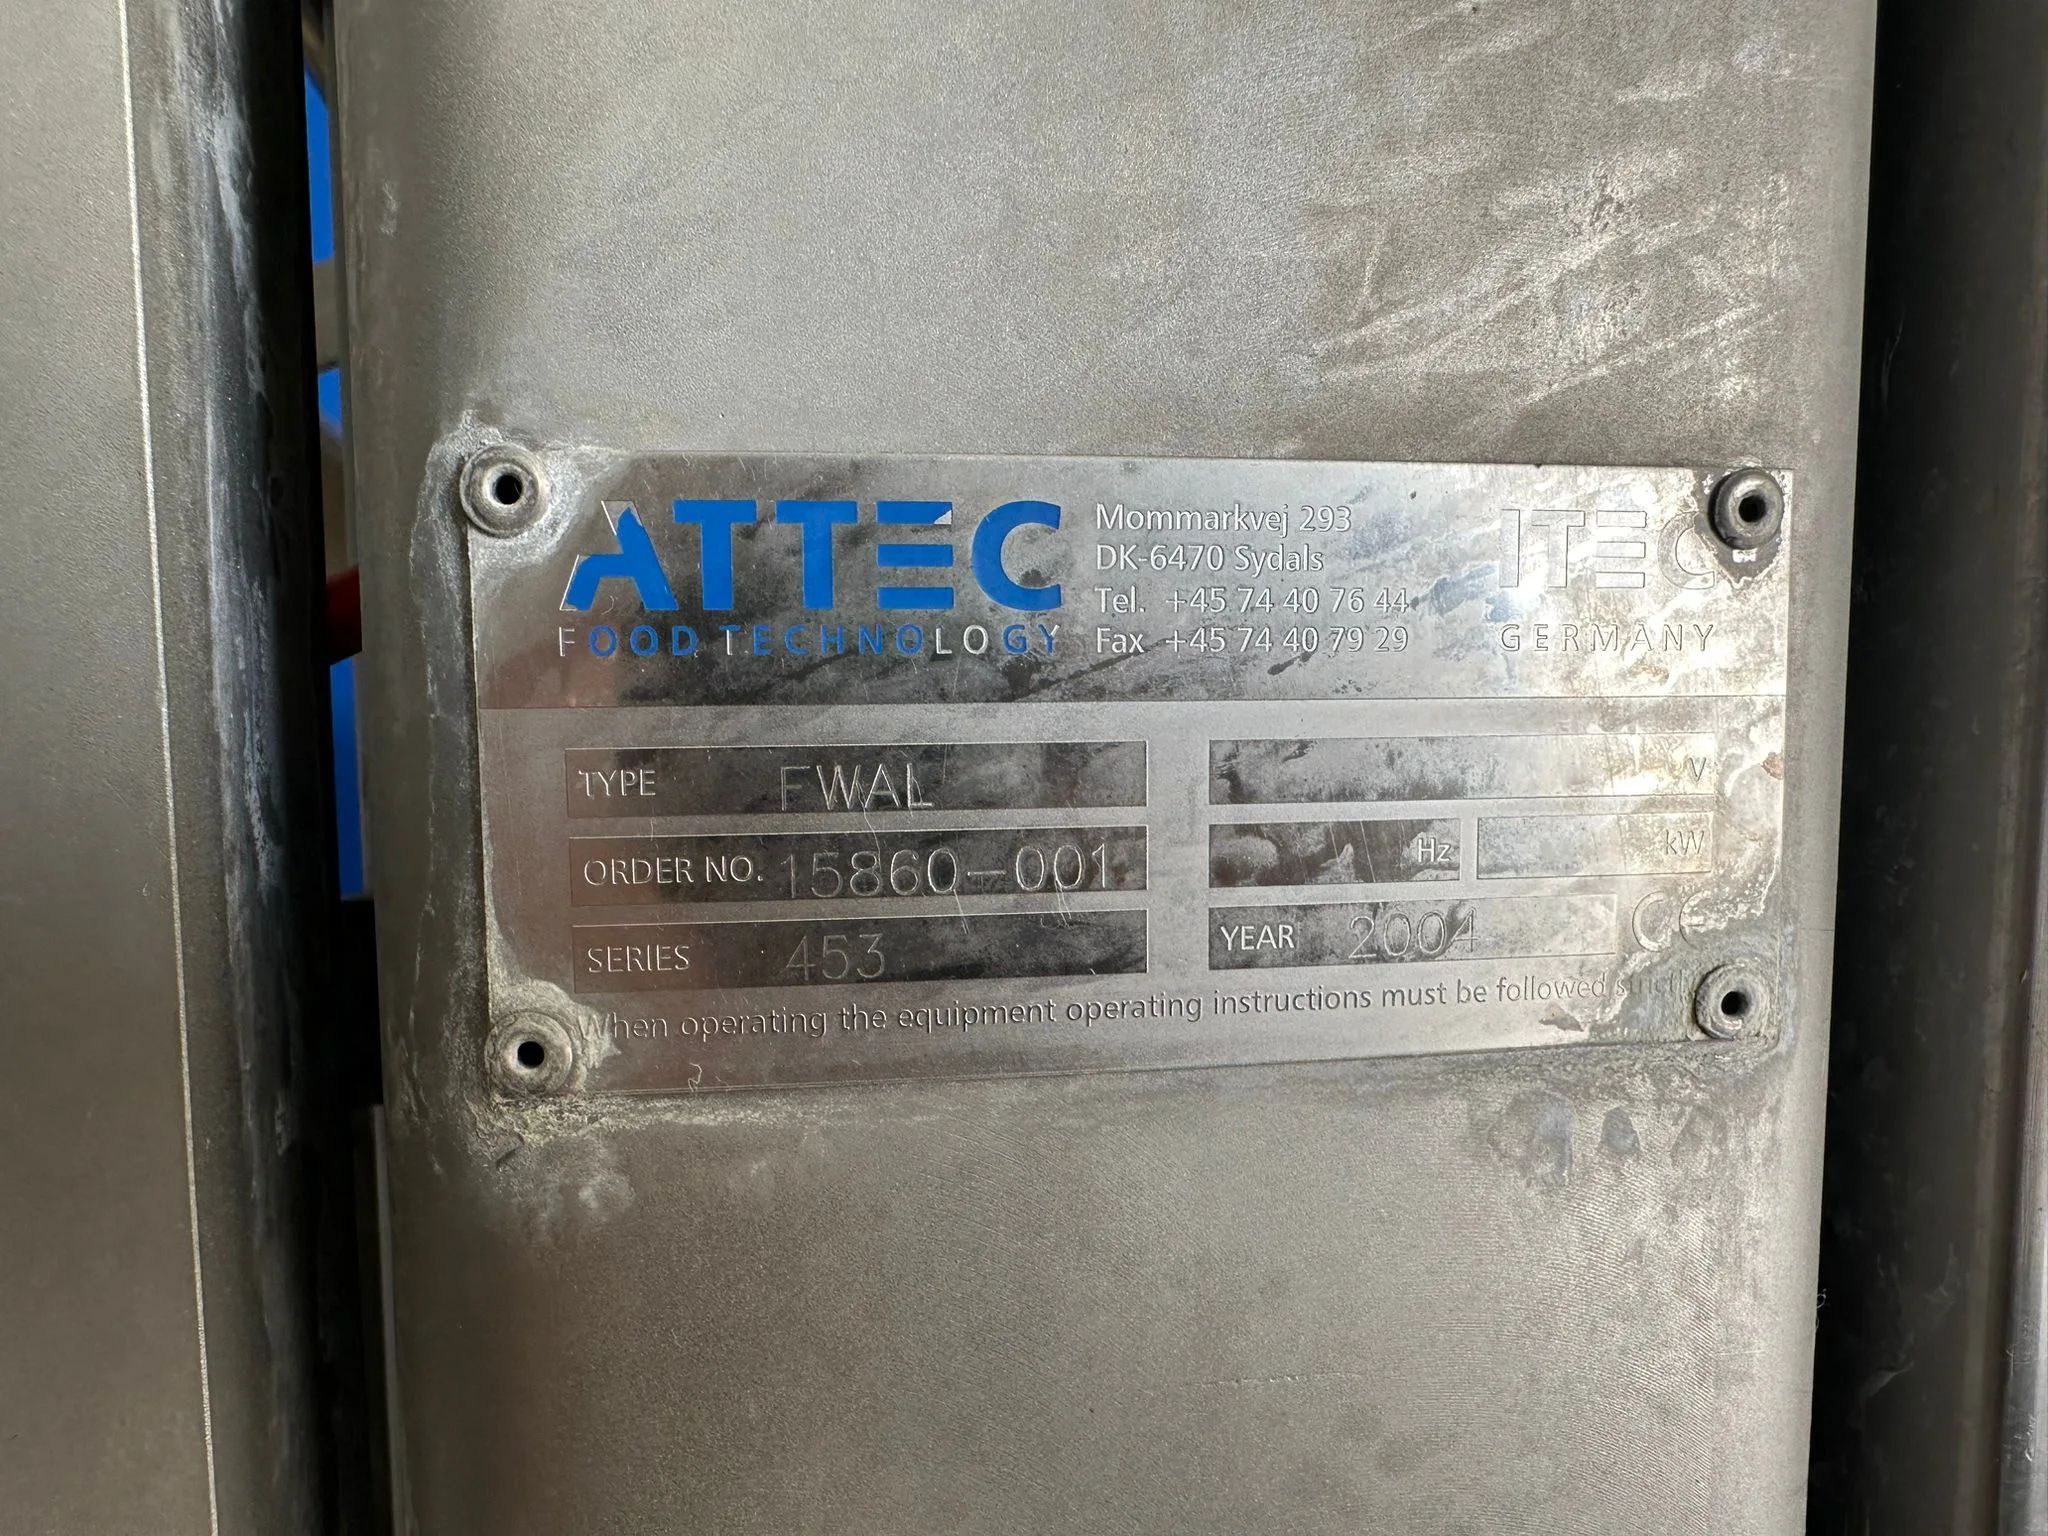 ATTEC
FOOD TECHNOLOGY
Mommarkvej 293
DK-6470 Sydals
Tel. +45 74 40 76 44
Fax +45 74 40 79 29
ITEC
GERMANY
TYPE FWAL
V
ORDER NO. 15860-001
Hz
kW
SERIES 453
YEAR 2004
CE
When operating the equipment operating instructions must be followed